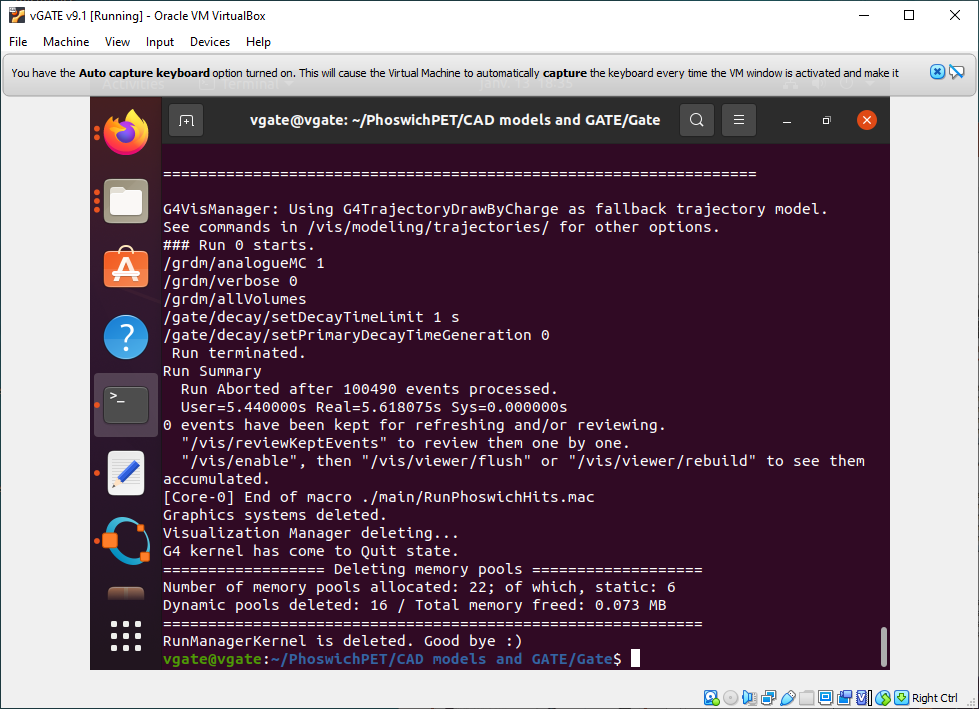 vGATE v9.1 [Running] - Oracle VM VirtualBox
File Machine View Input Devices Help
You have the Auto capture keyboard option turned on. This will cause the Virtual Machine to automatically capture the keyboard every time the VM window is activated and make it
vgate@vgate: ~/PhoswichPET/CAD models and GATE/Gate
==================================================================
G4VisManager: Using G4TrajectoryDrawByCharge as fallback trajectory model.
See commands in /vis/modeling/trajectories/ for other options.
### Run 0 starts.
/grdm/analogueMC 1
/grdm/verbose 0
/grdm/allVolumes
/gate/decay/setDecayTimeLimit 1 s
/gate/decay/setPrimaryDecayTimeGeneration 0
Run terminated.
Run Summary
Run Aborted after 100490 events processed.
User=5.440000s Real=5.618075s Sys=0.000000s
0 events have been kept for refreshing and/or reviewing.
"/vis/reviewKeptEvents" to review them one by one.
"/vis/enable", then "/vis/viewer/flush" or "/vis/viewer/rebuild" to see them
accumulated.
[Core-0] End of macro ./main/RunPhoswichHits.mac
Graphics systems deleted.
Visualization Manager deleting...
G4 kernel has come to Quit state.
================== Deleting memory pools ===================
Number of memory pools allocated: 22; of which, static: 6
Dynamic pools deleted: 16 / Total memory freed: 0.073 MB
============================================================
RunManagerKernel is deleted. Good bye :)
vgate@vgate:~/PhoswichPET/CAD models and GATE/Gate$
Right Ctrl